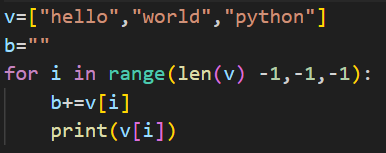 v=["hello","world","python"]
b=""
for i in range(len(v) -1,-1,-1):
    b+=v[i]
    print(v[i])